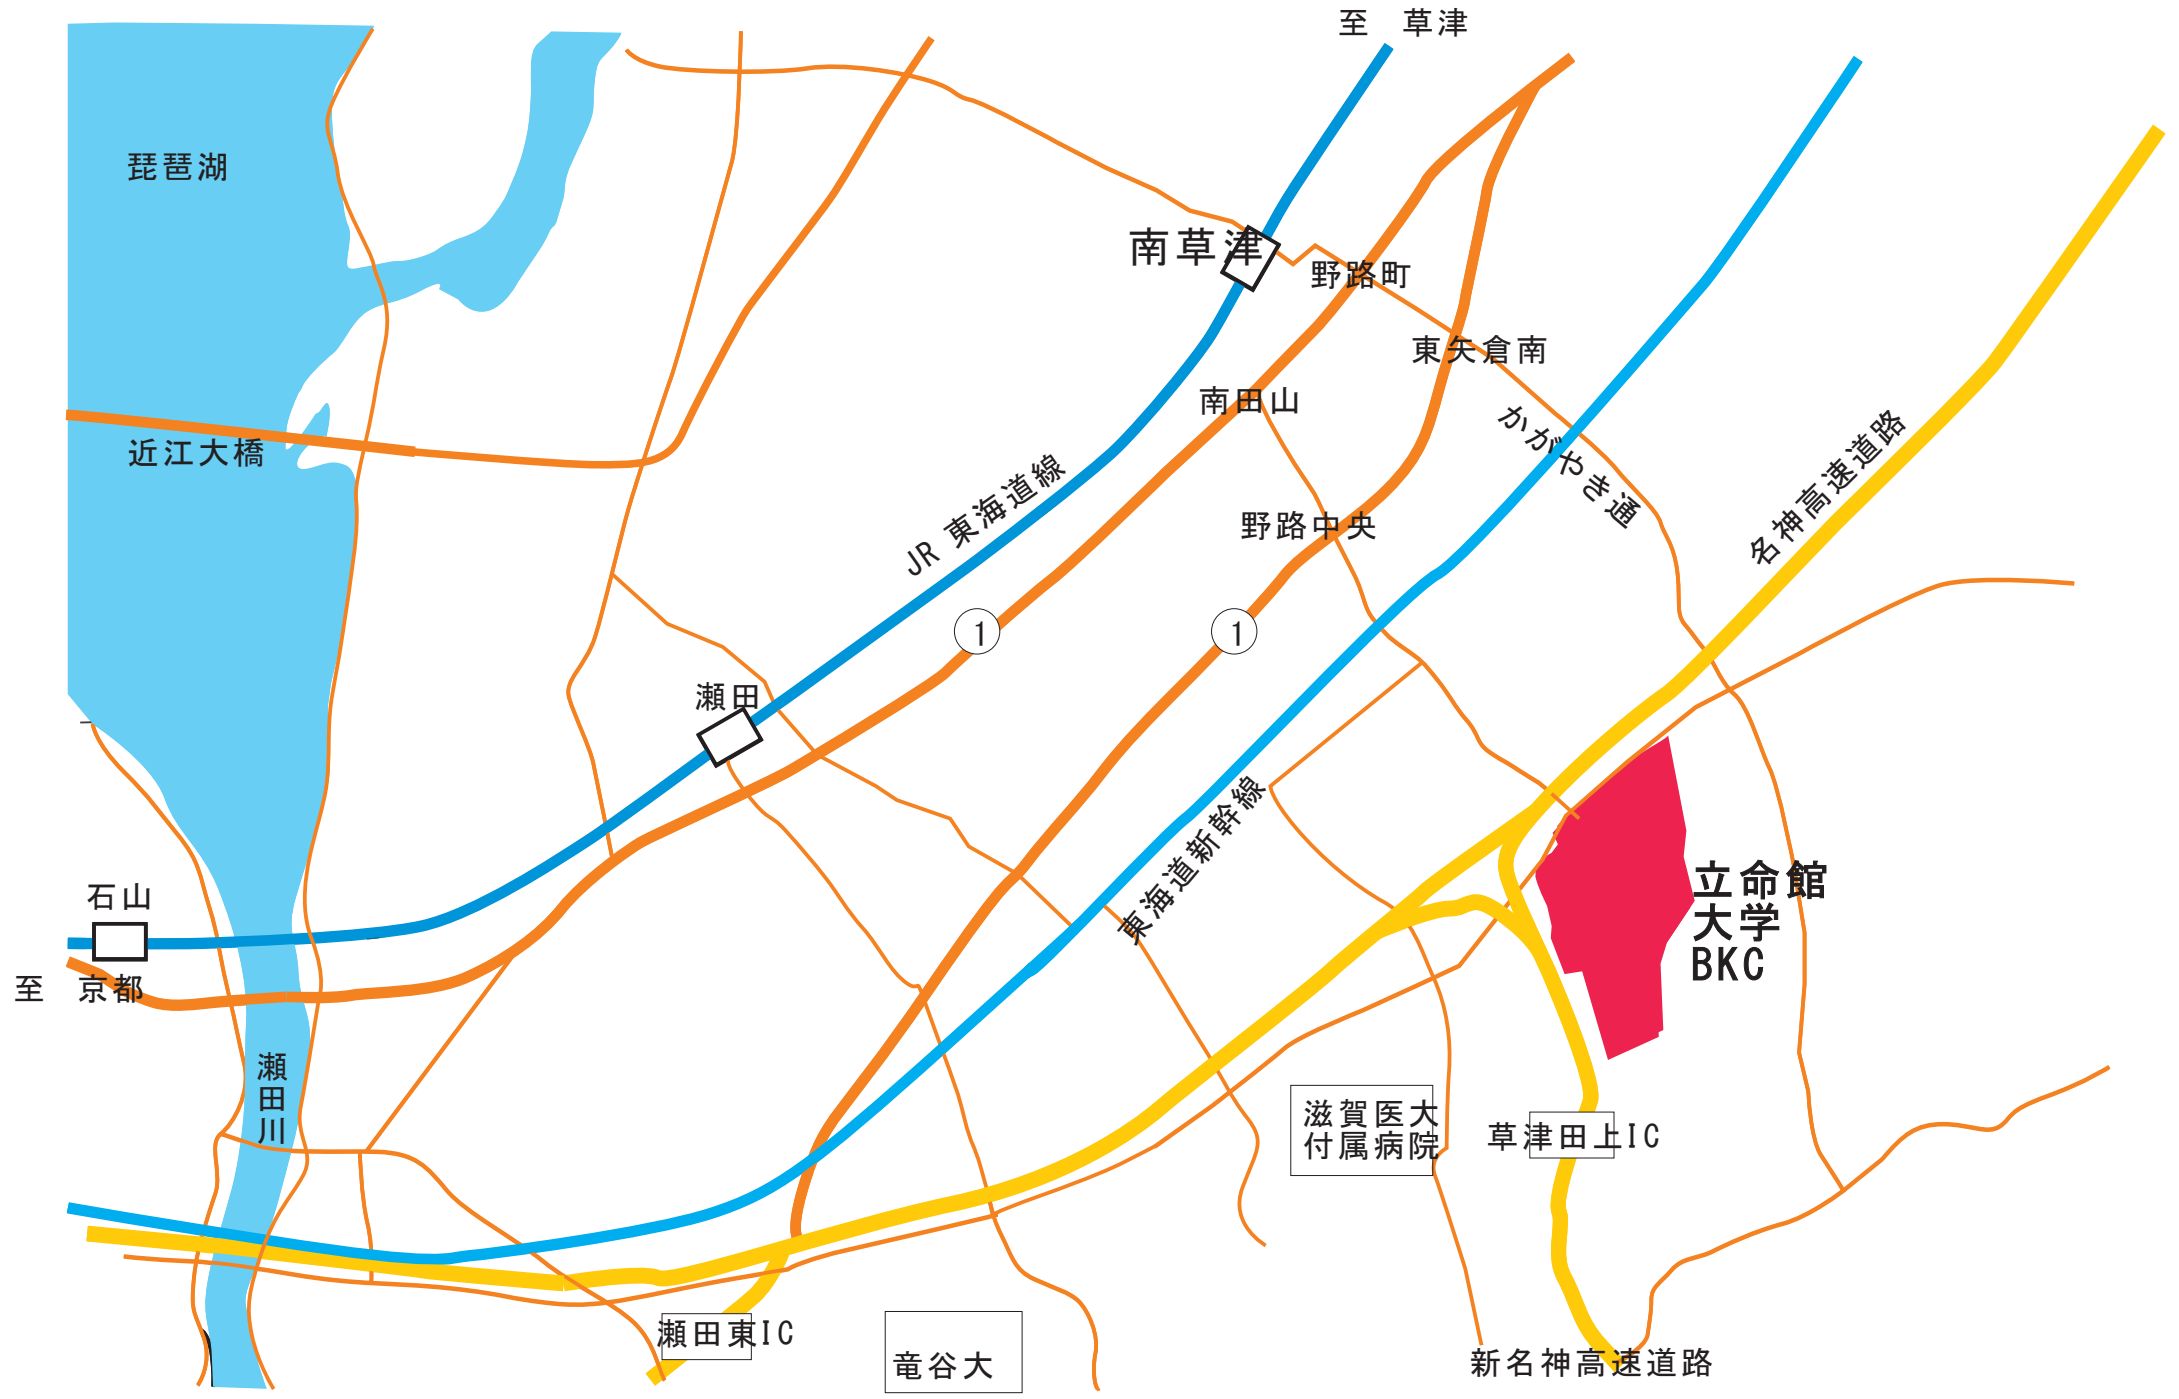 至　草津
琵琶湖
南草津
野路町
東矢倉南
南田山
かがやき通
近江大橋
名神高速道路
JR 東海道線
野路中央
1
1
瀬田
東海道新幹線
石山
立命館
大学
BKC
至　京都
瀬田川
滋賀医大
付属病院
草津田上IC
瀬田東IC
竜谷大
新名神高速道路